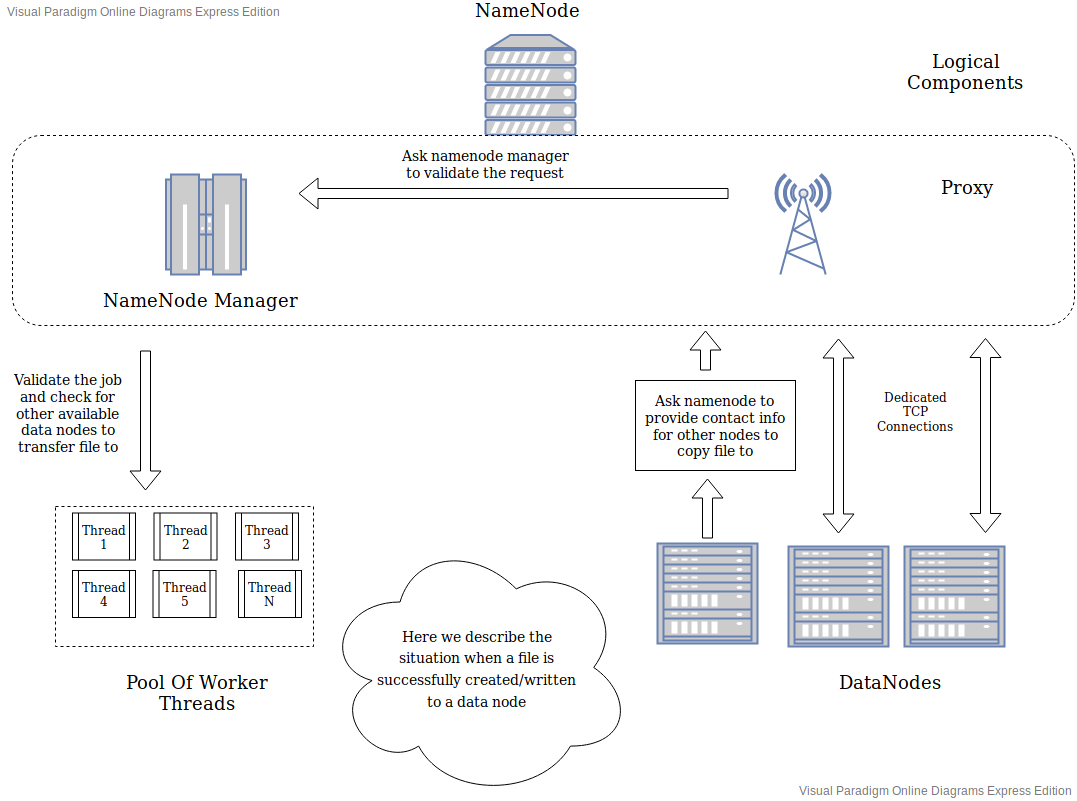 Visual Paradigm Online Diagrams Express Edition
NameNode
Logical
Components
Ask namenode manager
to validate the request
Proxy
NameNode Manager
Validate the job
and check for
other available
data nodes to
transfer file to
Ask namenode to
provide contact info
for other nodes to
copy file to
Dedicated
TCP
Connections
Thread
1
Thread
2
Thread
3
Thread
4
Thread
5
Thread
N
Pool Of Worker
Threads
Here we describe the
situation when a file is
successfully created/written
to a data node
DataNodes
Visual Paradigm Online Diagrams Express Edition